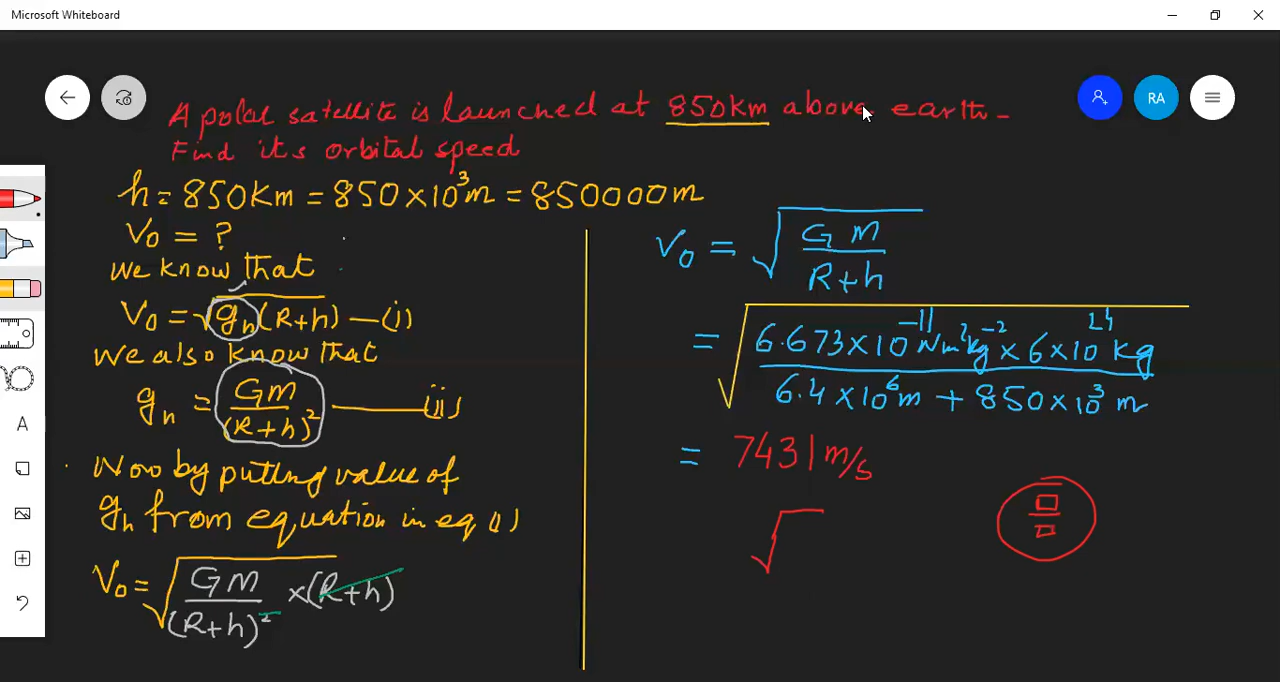 Microsoft Whiteboard
RA
A polar satellite is launched at 850km above earth-
Find its orbital speed
h = 850Km = 850×10³m = 850000m
V₀ = ?
We know that
V₀ = √gₕ(R+h) — (i)
We also know that
gₕ = GM/(R+h)² — (ii)
Now by putting value of
gₕ from equation in eq (i)
V₀ = √GM/(R+h)² ×(R+h)
V₀ = √GM/R+h
= √6.673×10⁻¹¹Nm²kg⁻² × 6×10²⁴kg/6.4×10⁶m + 850×10³m
= 7431 m/s
√
A